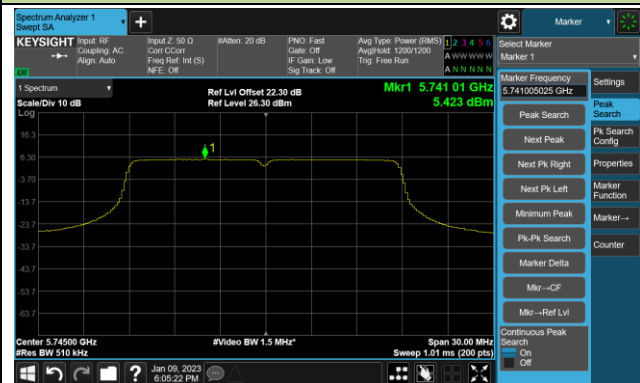 Spectrum Analyzer 1
Swept SA
+
Marker
KEYSIGHT
Input: RF
Coupling: AC
Align: Auto
Input Z: 50 Ω
Corr CCorr
Freq Ref: Int (S)
NFE: Off
#Atten: 20 dB
PNO: Fast
Gate: Off
IF Gain: Low
Sig Track: Off
Avg Type: Power (RMS)
Avg|Hold: 1200/1200
Trig: Free Run
1 2 3 4 5 6
A W W W W W
A N N N N N
LXI
Select Marker
Marker 1
1 Spectrum
Scale/Div 10 dB
Log
Ref Lvl Offset 22.30 dB
Ref Level 26.30 dBm
Mkr1 5.741 01 GHz
5.423 dBm
16.3
6.30
-3.70
-13.7
-23.7
-33.7
-43.7
-53.7
-63.7
1
Center 5.74500 GHz
#Res BW 510 kHz
#Video BW 1.5 MHz*
Span 30.00 MHz
Sweep 1.01 ms (200 pts)
Marker Frequency
5.741005025 GHz
Peak Search
Next Peak
Next Pk Right
Next Pk Left
Minimum Peak
Pk-Pk Search
Marker Delta
Mkr→CF
Mkr→Ref Lvl
Continuous Peak
Search
On
Off
Settings
Peak
Search
Pk Search
Config
Properties
Marker
Function
Marker→
Counter
?
Jan 09, 2023
6:05:22 PM